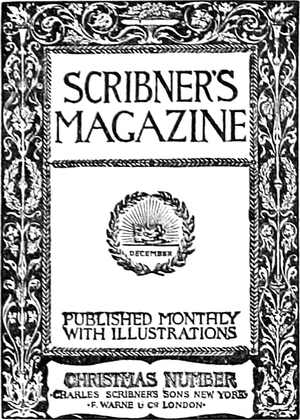 SCRIBNER'S
MAGAZINE
DECEMBER
PUBLISHED MONTHLY
WITH ILLUSTRATIONS
CHRISTMAS NUMBER
CHARLES SCRIBNER'S SONS NEW YORK
·F. WARNE & Cº LONDON·